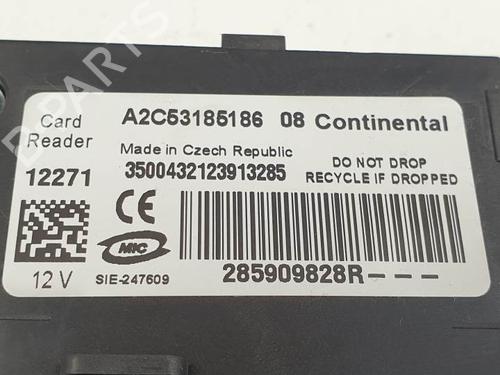 B-PARTS
Card Reader
A2C53185186 08 Continental
Made in Czech Republic
12271
3500432123913285
DO NOT DROP
RECYCLE IF DROPPED
CE
MIC
12 V
SIE-247609
285909828R---